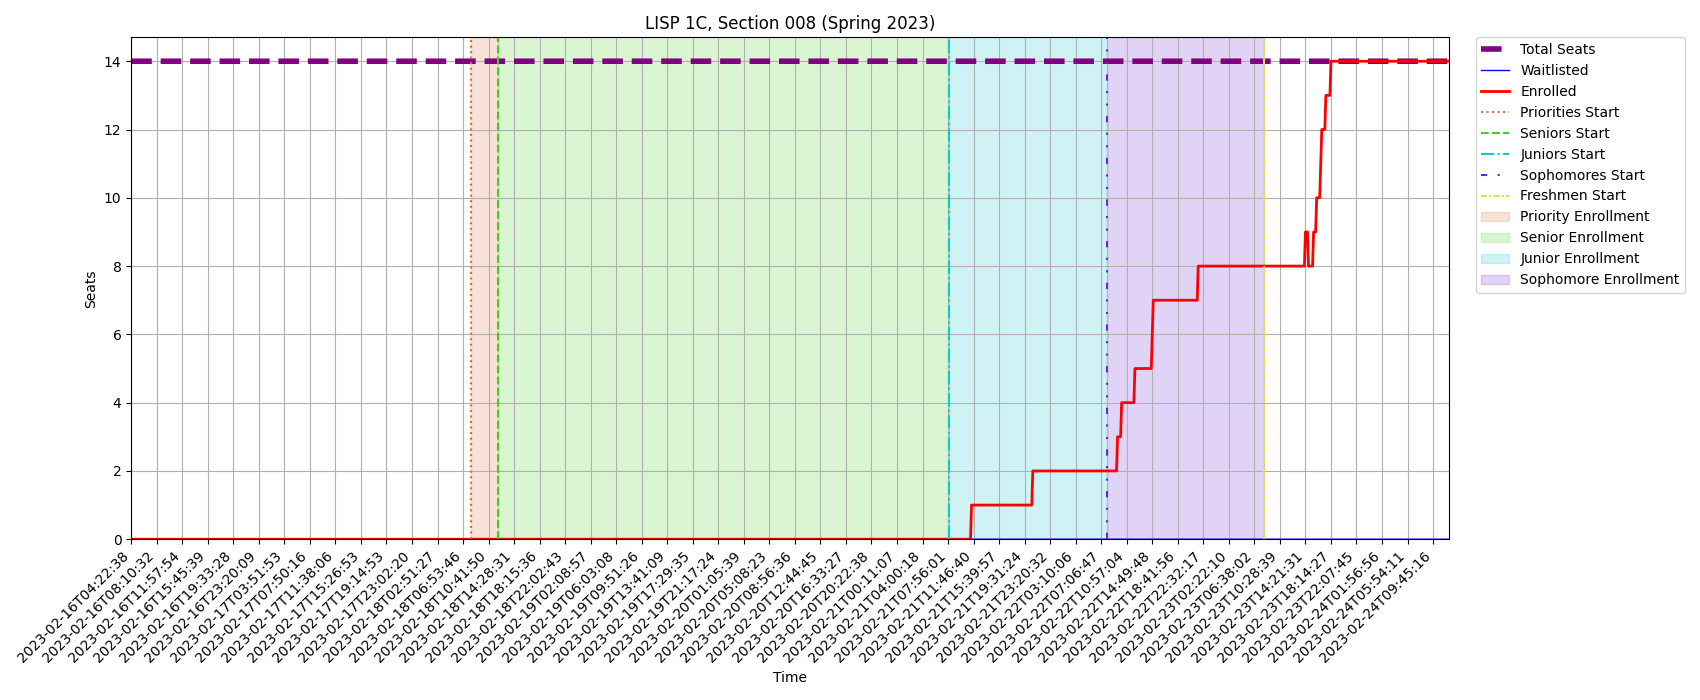 LISP 1C, Section 008 (Spring 2023)
14
12
10
8
6
4
2
0
Seats
2023-02-16T04:22:38
2023-02-16T08:10:32
2023-02-16T11:57:54
2023-02-16T15:45:39
2023-02-16T19:33:28
2023-02-16T23:20:09
2023-02-17T03:51:53
2023-02-17T07:50:16
2023-02-17T11:38:06
2023-02-17T15:26:53
2023-02-17T19:14:53
2023-02-17T23:02:20
2023-02-18T02:51:27
2023-02-18T06:53:46
2023-02-18T10:41:50
2023-02-18T14:28:31
2023-02-18T18:15:36
2023-02-18T22:02:43
2023-02-19T02:08:57
2023-02-19T06:03:08
2023-02-19T09:51:26
2023-02-19T13:41:09
2023-02-19T17:29:35
2023-02-19T21:17:24
2023-02-20T01:05:39
2023-02-20T05:08:23
2023-02-20T08:56:36
2023-02-20T12:44:45
2023-02-20T16:33:27
2023-02-20T20:22:38
2023-02-21T00:11:07
2023-02-21T04:00:18
2023-02-21T07:56:01
2023-02-21T11:46:40
2023-02-21T15:39:57
2023-02-21T19:31:24
2023-02-21T23:20:32
2023-02-22T03:10:06
2023-02-22T07:06:47
2023-02-22T10:57:04
2023-02-22T14:49:48
2023-02-22T18:41:56
2023-02-22T22:32:17
2023-02-23T02:22:10
2023-02-23T06:38:02
2023-02-23T10:28:39
2023-02-23T14:21:31
2023-02-23T18:14:27
2023-02-23T22:07:45
2023-02-24T01:56:56
2023-02-24T05:54:11
2023-02-24T09:45:16
Time
Total Seats
Waitlisted
Enrolled
Priorities Start
Seniors Start
Juniors Start
Sophomores Start
Freshmen Start
Priority Enrollment
Senior Enrollment
Junior Enrollment
Sophomore Enrollment